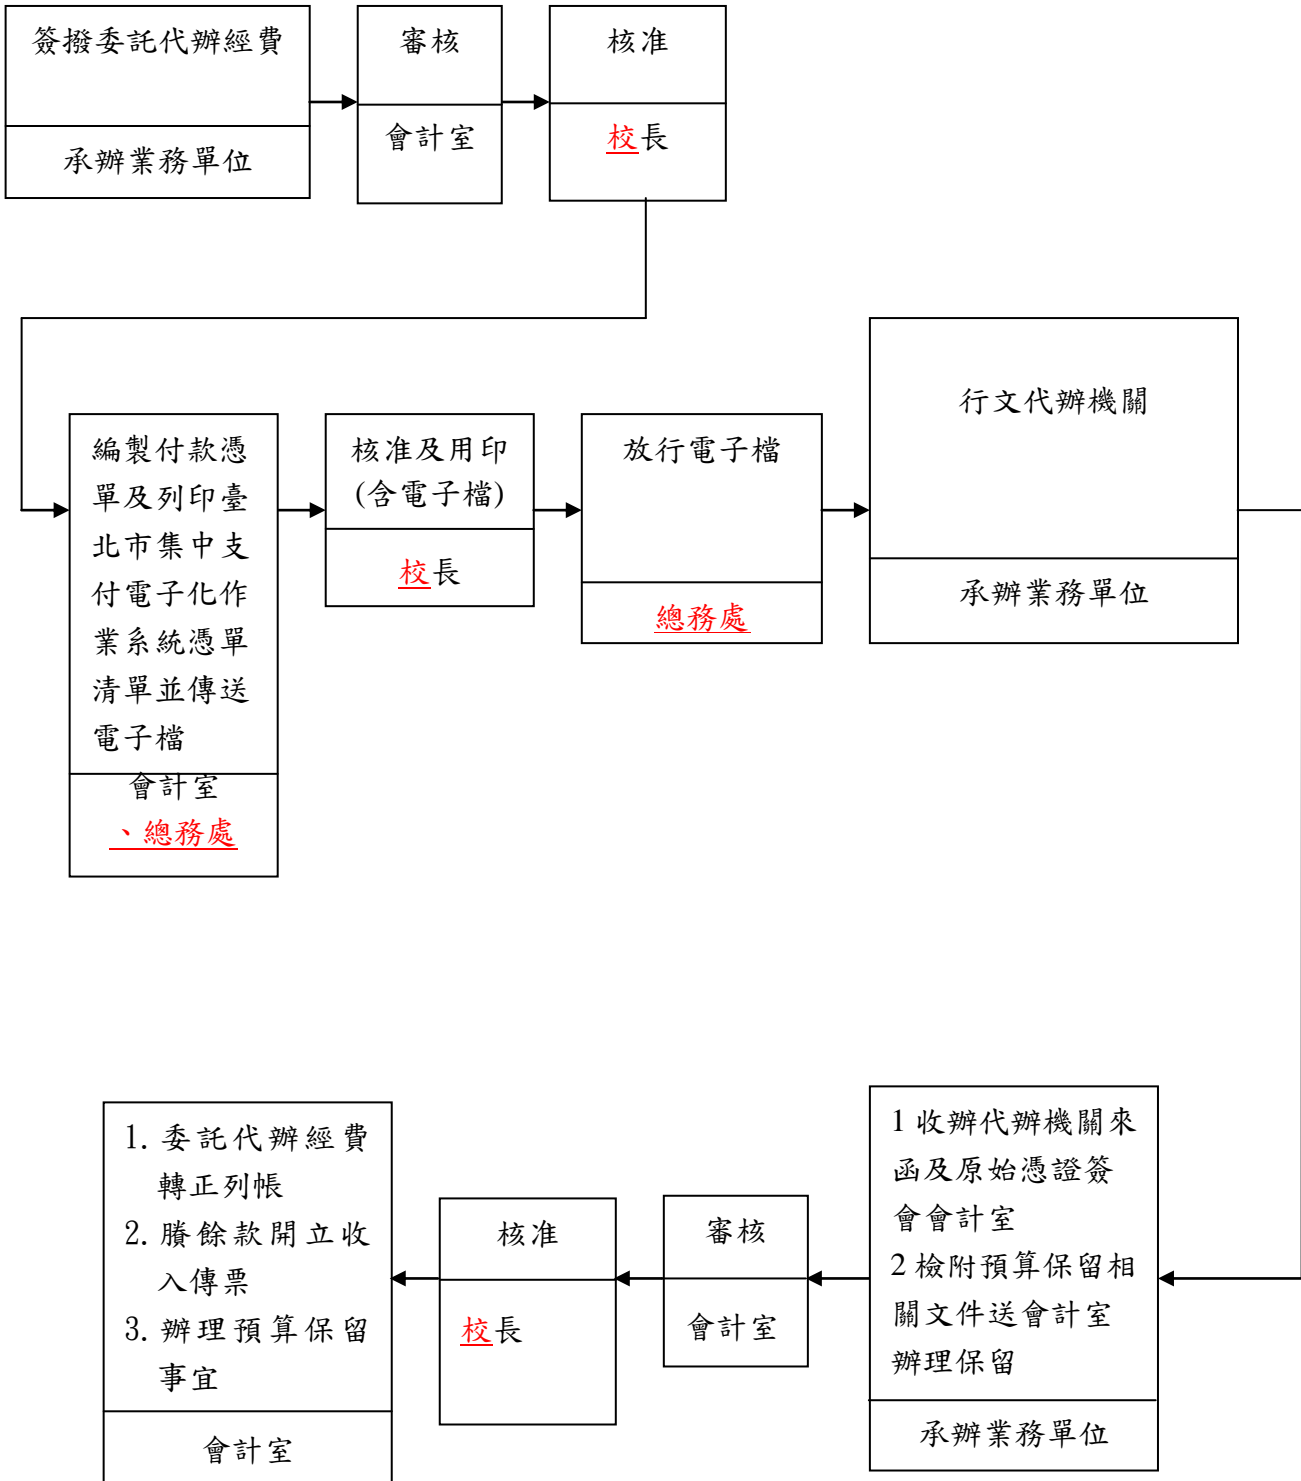 簽撥委託代辦經費
承辦業務單位
審核
會計室
核准
校長
編製付款憑
單及列印臺
北市集中支
付電子化作
業系統憑單
清單並傳送
電子檔
會計室
、總務處
核准及用印
(含電子檔)
校長
放行電子檔
總務處
行文代辦機關
承辦業務單位
1 收辦代辦機關來
函及原始憑證簽
會會計室
2 檢附預算保留相
關文件送會計室
辦理保留
承辦業務單位
審核
會計室
核准
校長
1. 委託代辦經費
轉正列帳
2. 賸餘款開立收
入傳票
3. 辦理預算保留
事宜
會計室